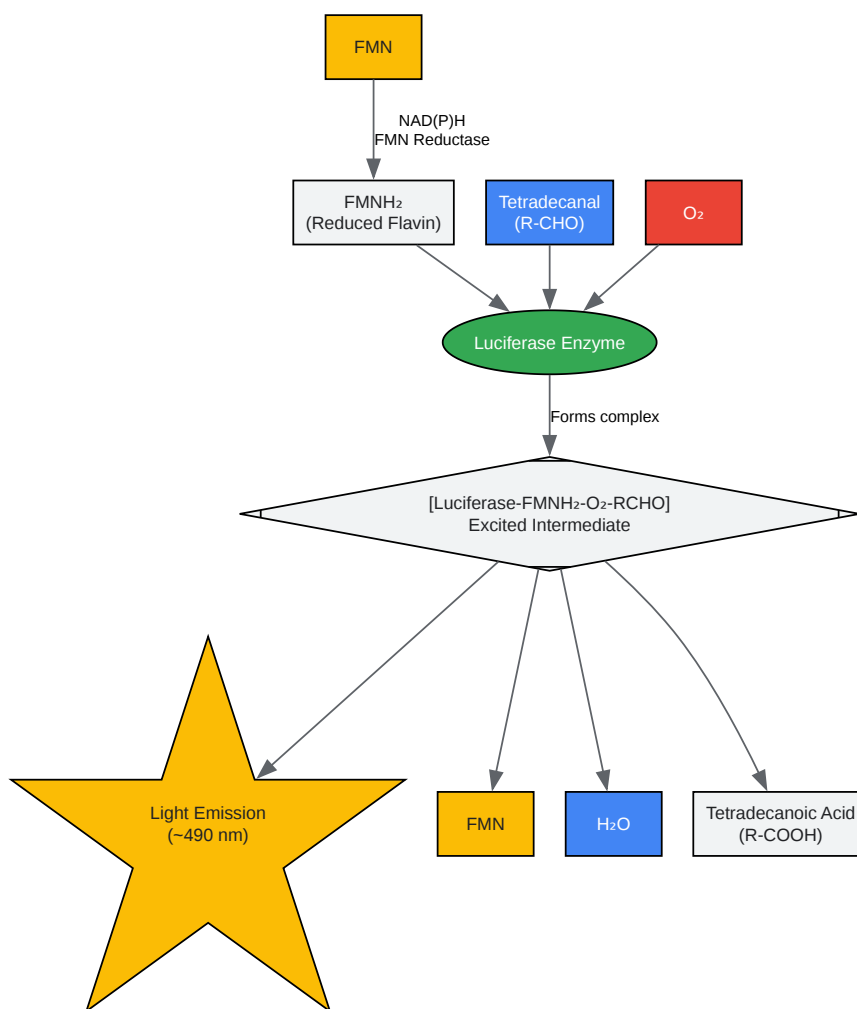 FMN
NAD(P)H
FMN Reductase
FMNH₂
(Reduced Flavin)
Tetradecanal
(R-CHO)
O₂
Luciferase Enzyme
Forms complex
[Luciferase-FMNH₂-O₂-RCHO]
Excited Intermediate
Light Emission
(~490 nm)
FMN
H₂O
Tetradecanoic Acid
(R-COOH)